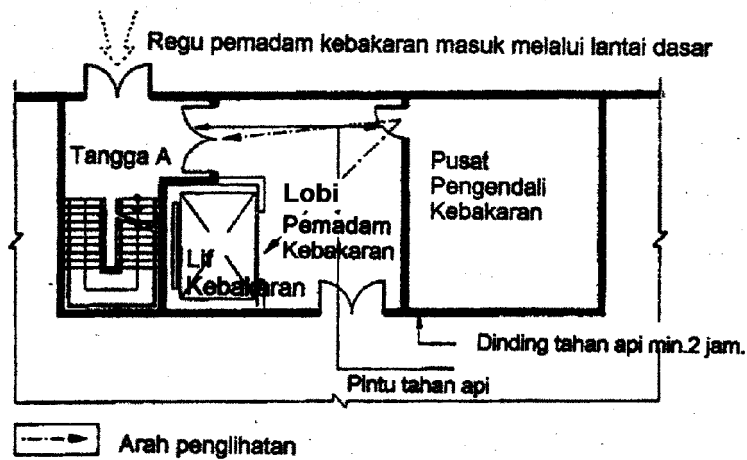 Regu pemadam kebakaran masuk melalui lantai dasar
Tangga A
Lobi
Pemadam
Kebakaran
Lif
Kebakaran
Pusat
Pengendali
Kebakaran
Dinding tahan api min.2 jam.
Pintu tahan api
Arah penglihatan